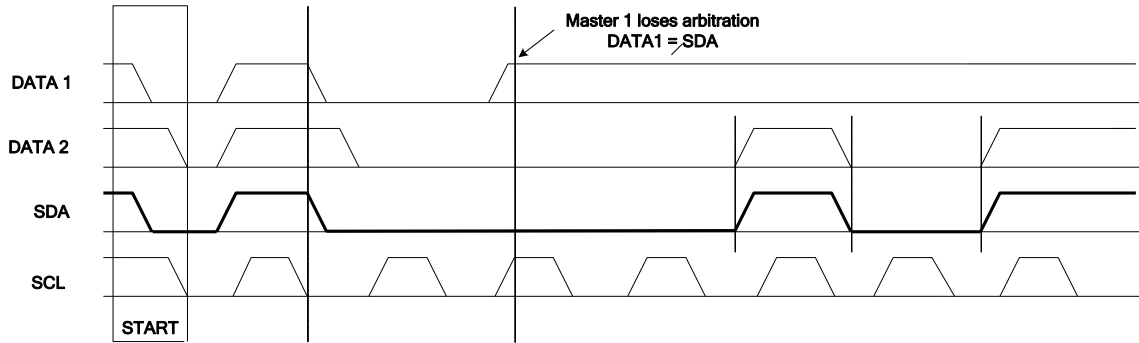 Master 1 loses arbitration
DATA1 ≠ SDA
DATA 1
DATA 2
SDA
SCL
START